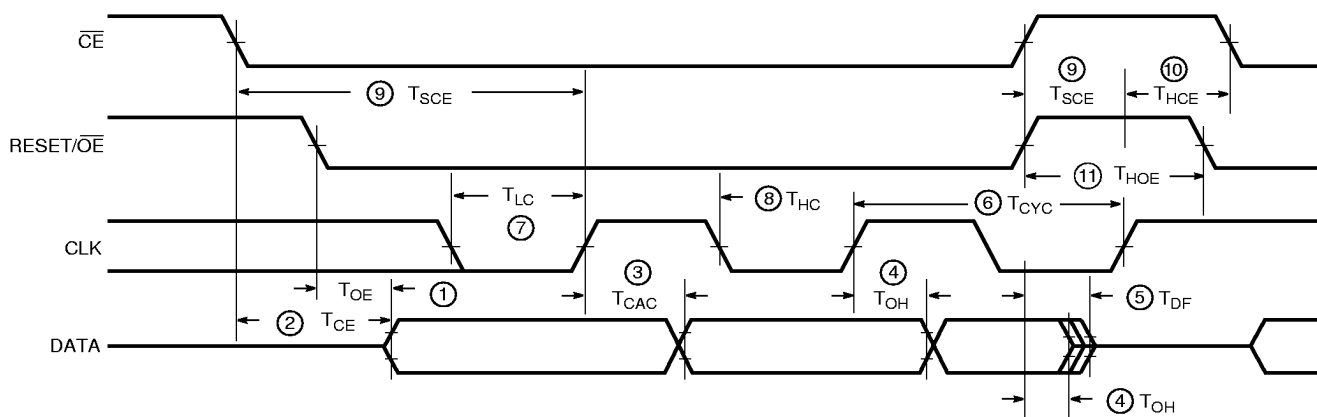 CE
⑨ ⑩
⑨ TSCE TSCE THCE
RESET/OE
TLC ⑧ THC ⑥ TCYC ⑪ THOE
⑦
CLK
③ ④
TOE ① TCAC TOH ⑤ TDF
② TCE
DATA
④ TOH